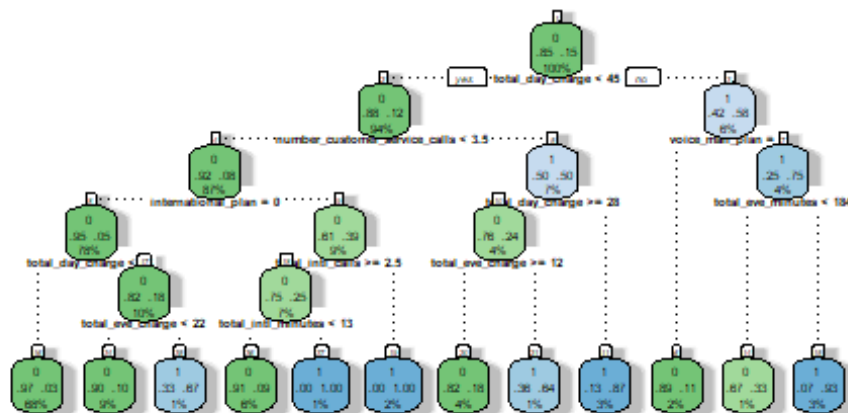 0
.85 .15
100%
yes total_day_charge < 45 no
0
.88 .12
94%
1
.42 .58
6%
number_customer_service_calls < 3.5
voice_mail_plan =
0
.92 .08
87%
1
.50 .50
7%
1
.25 .75
4%
international_plan = 0
total_day_charge >= 28
total_eve_minutes < 184
0
.95 .05
78%
0
.61 .39
9%
0
.76 .24
4%
total_day_charge <
total_intl_calls >= 2.5
total_eve_charge >= 12
0
.82 .18
10%
0
.75 .25
7%
total_eve_charge < 22
total_intl_minutes < 13
0 0 1 0 1 1 0 1 1 0 0 1
.97 .03 .90 .10 .33 .67 .91 .09 .00 1.00 .00 1.00 .82 .18 .36 .64 .13 .87 .89 .11 .67 .33 .07 .93
68% 9% 1% 6% 1% 2% 4% 1% 3% 2% 1% 3%